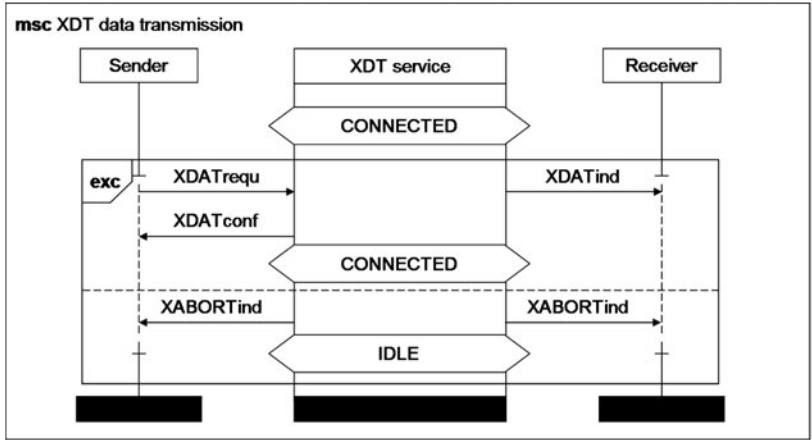 msc XDT data transmission
Sender XDT service Receiver
CONNECTED
exc XDATrequ XDATind
XDATconf
CONNECTED
XABORTind XABORTind
IDLE